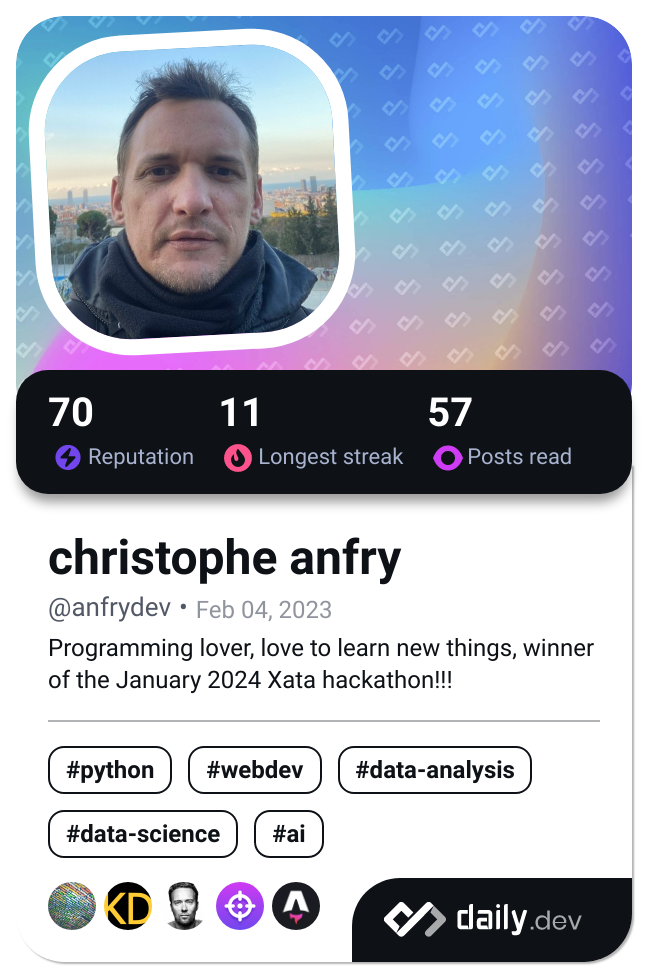 70 11 57
Reputation Longest streak Posts read
christophe anfry
@anfrydev • Feb 04, 2023
Programming lover, love to learn new things, winner
of the January 2024 Xata hackathon!!!
#python #webdev #data-analysis
#data-science #ai
KD
daily.dev